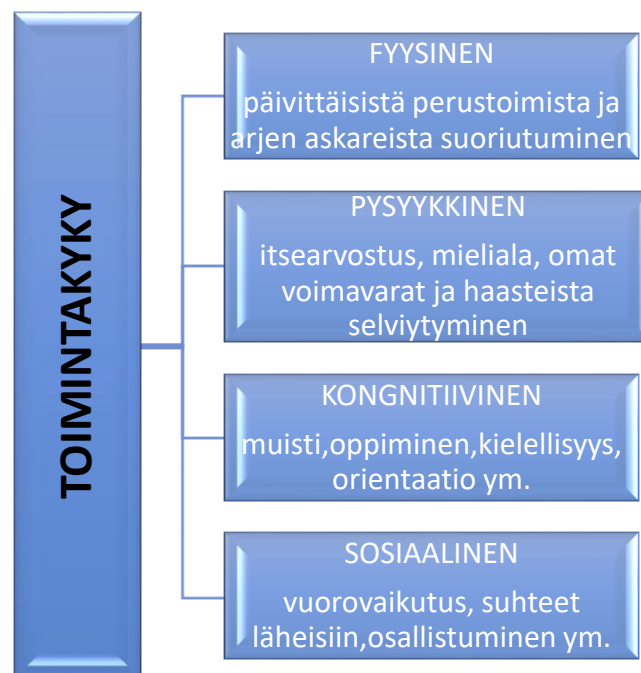 TOIMINTAKYKY
FYYSINEN
päivittäisistä perustoimista ja
arjen askareista suoriutuminen
PYSYYKKINEN
itsearvostus, mieliala, omat
voimavarat ja haasteista
selviytyminen
KONGNITIIVINEN
muisti,oppiminen,kielellisyys,
orientaatio ym.
SOSIAALINEN
vuorovaikutus, suhteet
läheisiin,osallistuminen ym.